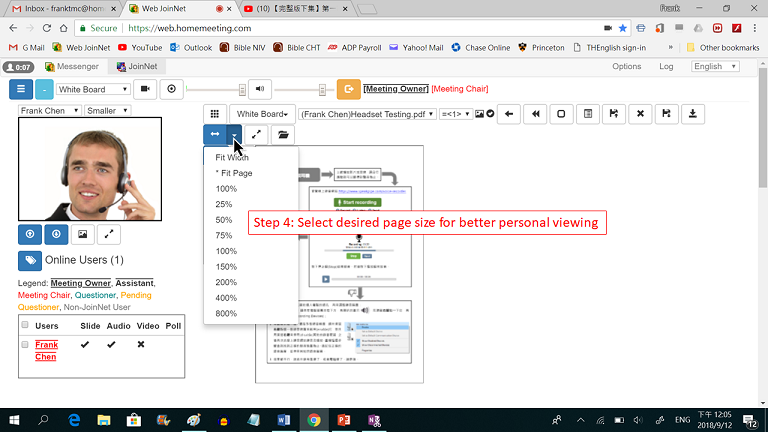 Inbox - franktmc@hom
Web JoinNet
(10)【完整版下集】第一
Frank
Secure
https://web.homemeeting.com
G Mail
Web JoinNet
YouTube
Outlook
Bible NIV
Bible CHT
ADP Payroll
Yahoo! Mail
Chase Online
Princeton
THEnglish sign-in
»
Other bookmarks
0:07
Messenger
JoinNet
Options
Log
English
White Board
[Meeting Owner] [Meeting Chair]
Frank Chen
Smaller
White Board
(Frank Chen)Headset Testing.pdf
=<1>
Fit Width
* Fit Page
100%
25%
50%
75%
100%
150%
200%
400%
800%
Start recording
Step 4: Select desired page size for better personal viewing
Online Users (1)
Legend: Meeting Owner, Assistant,
Meeting Chair, Questioner, Pending
Questioner, Non-JoinNet User
Users Slide Audio Video Poll
Frank
Chen
ENG
下午 12:05
2018/9/12
12